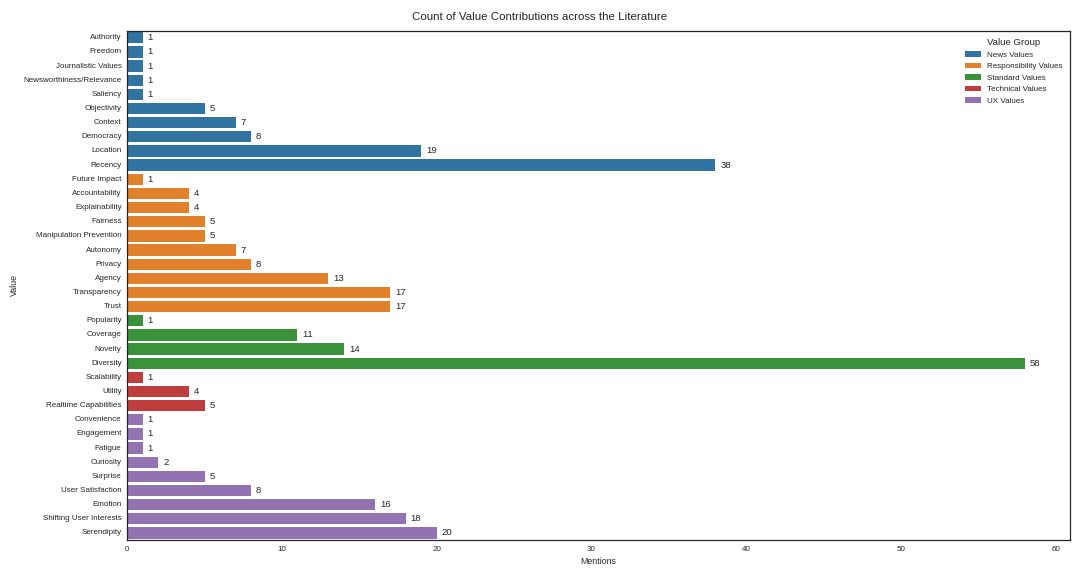 Count of Value Contributions across the Literature
Value Group
News Values
Responsibility Values
Standard Values
Technical Values
UX Values
Authority 1
Freedom 1
Journalistic Values 1
Newsworthiness/Relevance 1
Saliency 1
Objectivity 5
Context 7
Democracy 8
Location 19
Recency 38
Future Impact 1
Accountability 4
Explainability 4
Fairness 5
Manipulation Prevention 5
Autonomy 7
Privacy 8
Agency 13
Transparency 17
Trust 17
Popularity 1
Coverage 11
Novelty 14
Diversity 58
Scalability 1
Utility 4
Realtime Capabilities 5
Convenience 1
Engagement 1
Fatigue 1
Curiosity 2
Surprise 5
User Satisfaction 8
Emotion 16
Shifting User Interests 18
Serendipity 20
Value
0 10 20 30 40 50 60
Mentions